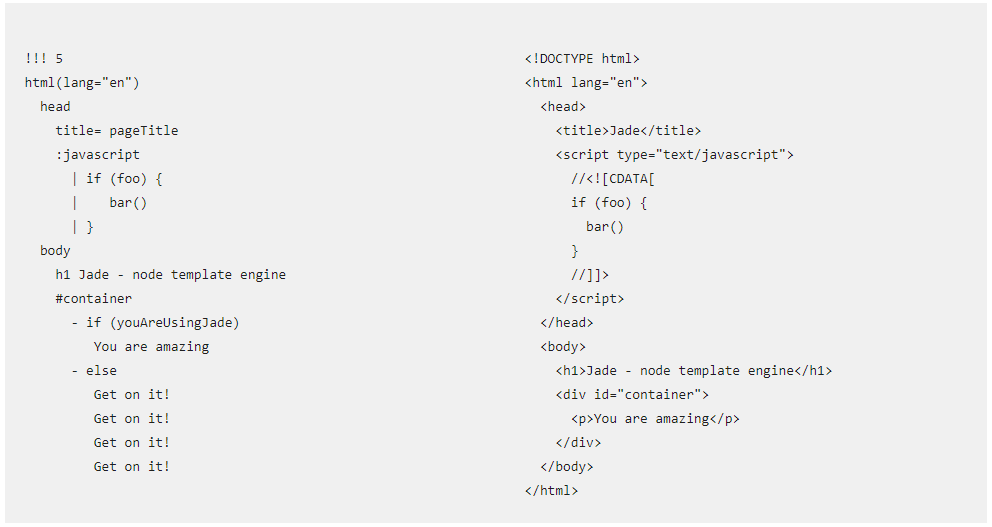 !!! 5
html(lang="en")
  head
    title= pageTitle
    :javascript
      | if (foo) {
      |    bar()
      | }
  body
    h1 Jade - node template engine
    #container
      - if (youAreUsingJade)
         You are amazing
      - else
         Get on it!
         Get on it!
         Get on it!
         Get on it!
<!DOCTYPE html>
<html lang="en">
  <head>
    <title>Jade</title>
    <script type="text/javascript">
      //<![CDATA[
      if (foo) {
        bar()
      }
      //]]>
    </script>
  </head>
  <body>
    <h1>Jade - node template engine</h1>
    <div id="container">
      <p>You are amazing</p>
    </div>
  </body>
</html>